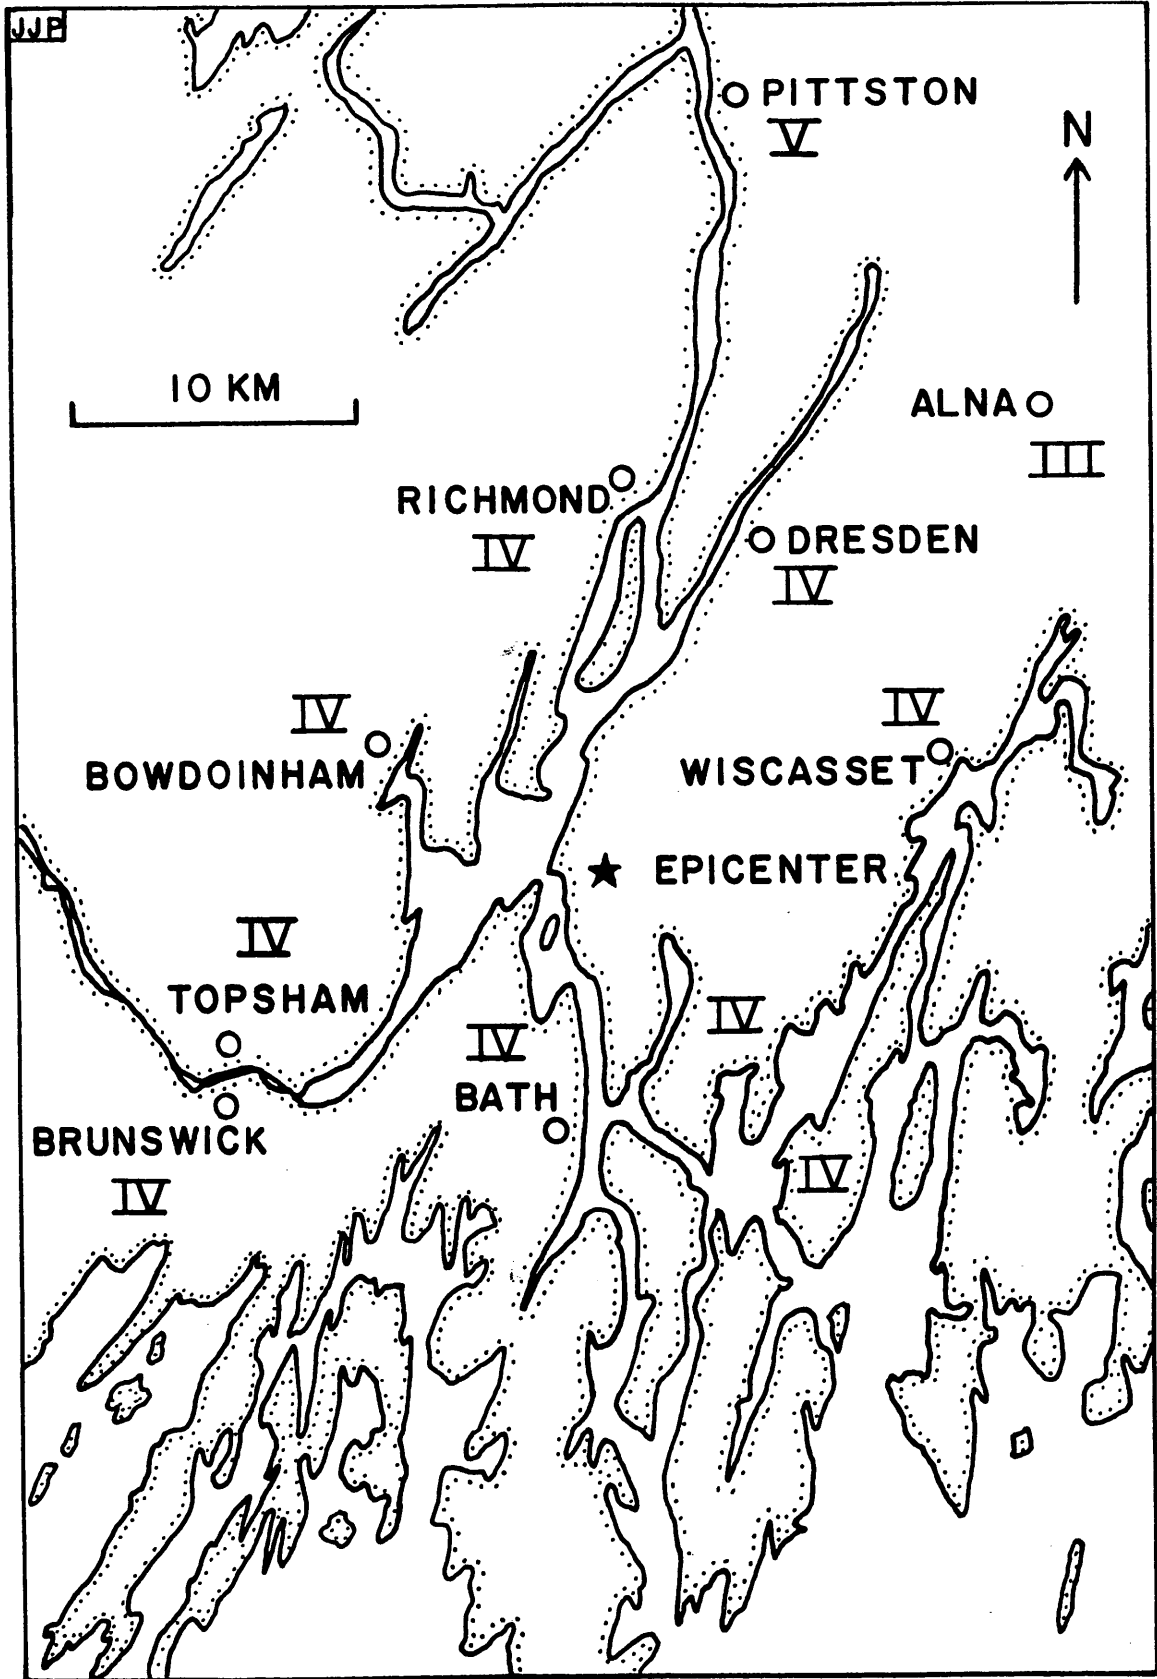 JJP
PITTSTON
V
N
10 KM
ALNA
III
RICHMOND
IV
DRESDEN
IV
IV
BOWDOINHAM
IV
WISCASSET
EPICENTER
IV
TOPSHAM
IV
IV
BATH
BRUNSWICK
IV
IV